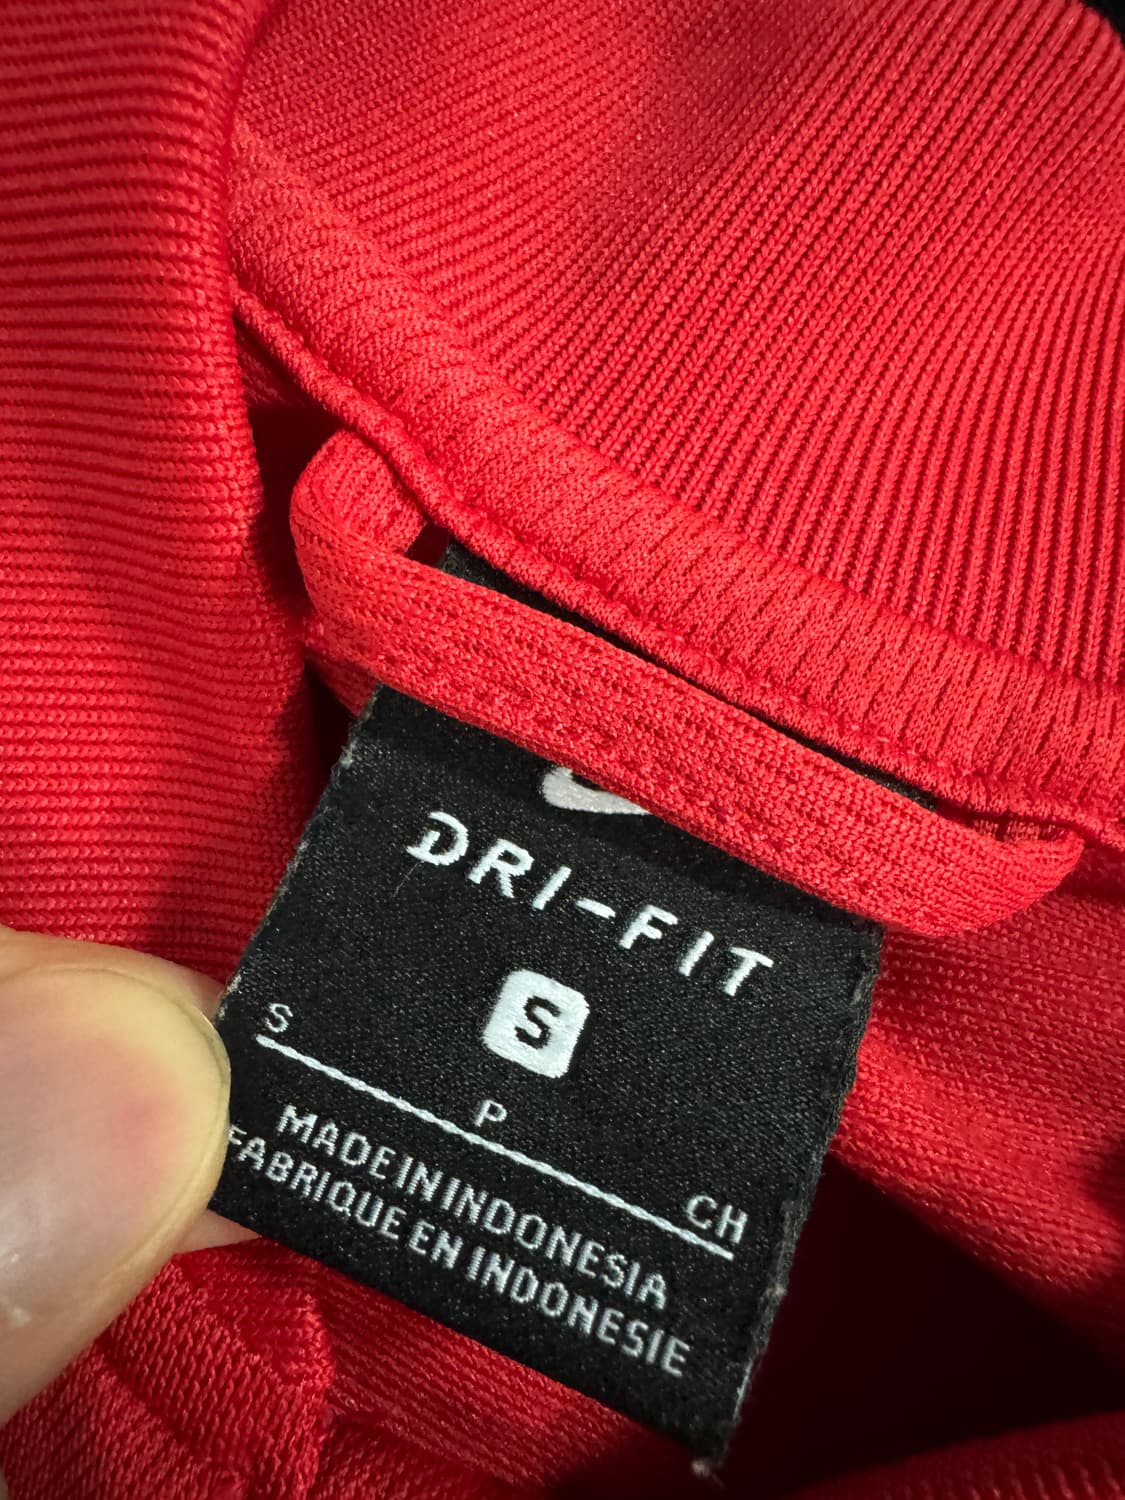 DRI-FIT
S
S P CH
MADE IN INDONESIA
FABRIQUE EN INDONESIE